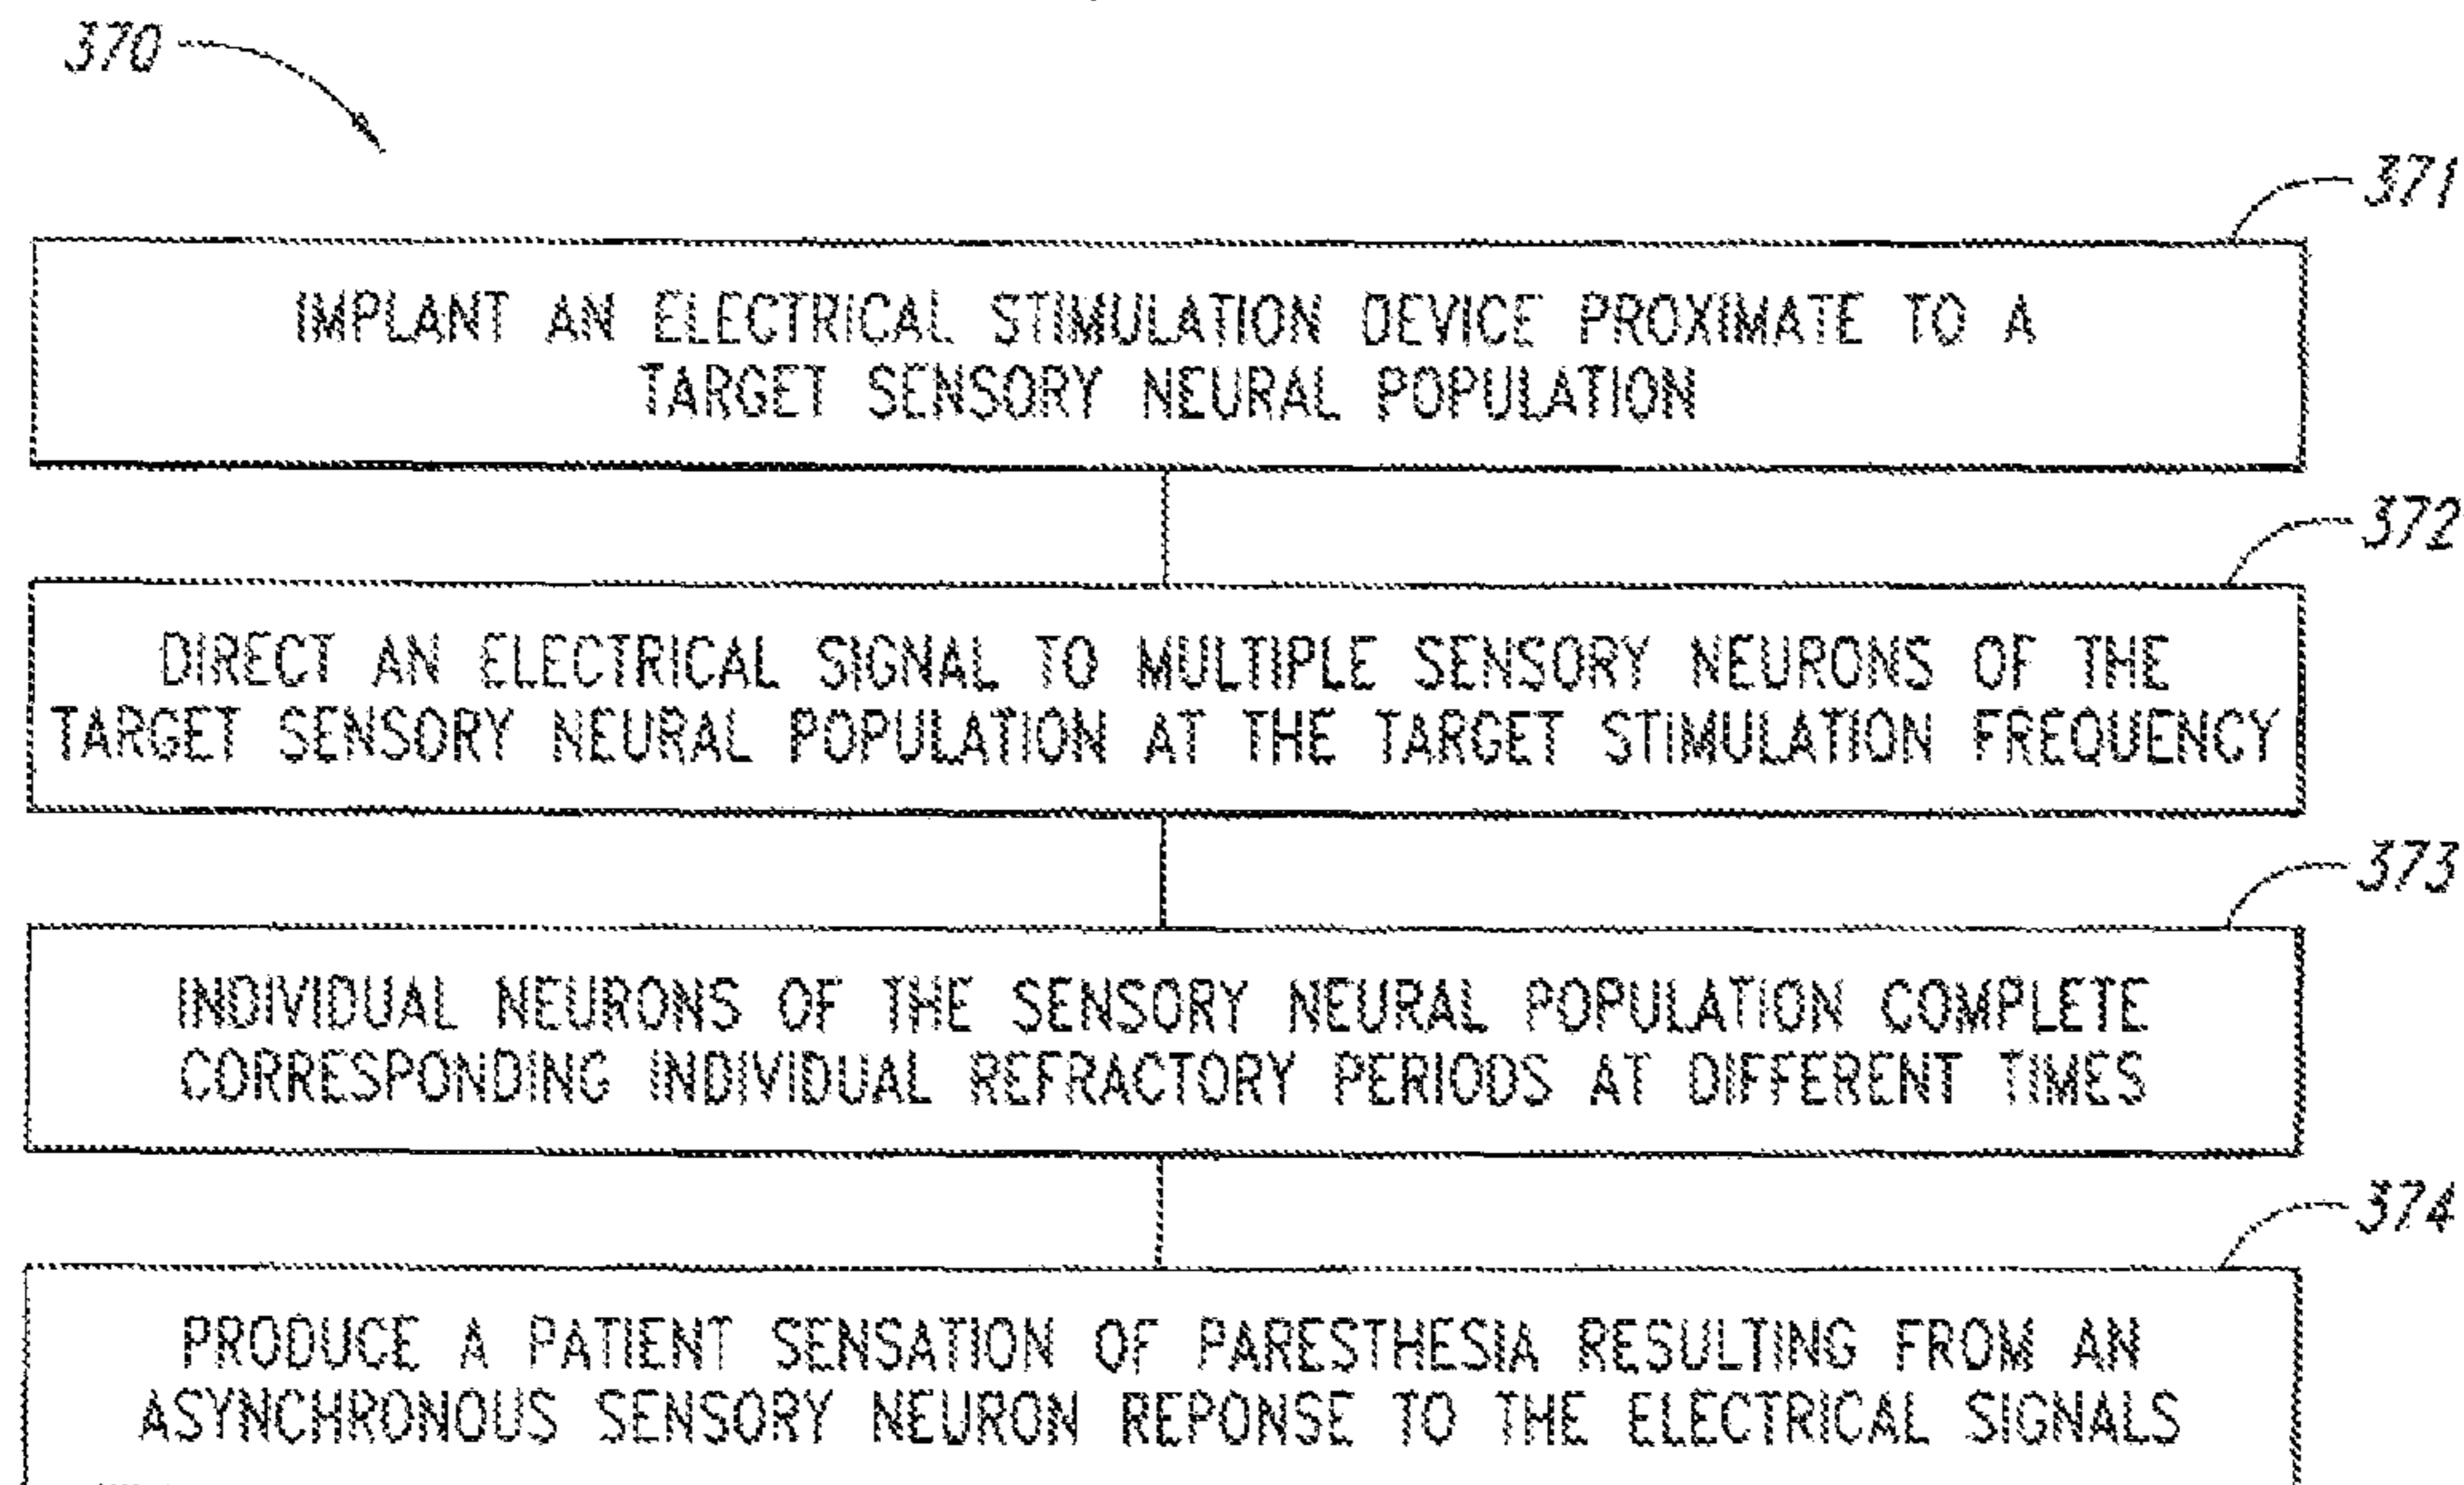 370
371
IMPLANT AN ELECTRICAL STIMULATION DEVICE PROXIMATE TO A
TARGET SENSORY NEURAL POPULATION
372
DIRECT AN ELECTRICAL SIGNAL TO MULTIPLE SENSORY NEURONS OF THE
TARGET SENSORY NEURAL POPULATION AT THE TARGET STIMULATION FREQUENCY
373
INDIVIDUAL NEURONS OF THE SENSORY NEURAL POPULATION COMPLETE
CORRESPONDING INDIVIDUAL REFRACTORY PERIODS AT DIFFERENT TIMES
374
PRODUCE A PATIENT SENSATION OF PARESTHESIA RESULTING FROM AN
ASYNCHRONOUS SENSORY NEURON REPONSE TO THE ELECTRICAL SIGNALS